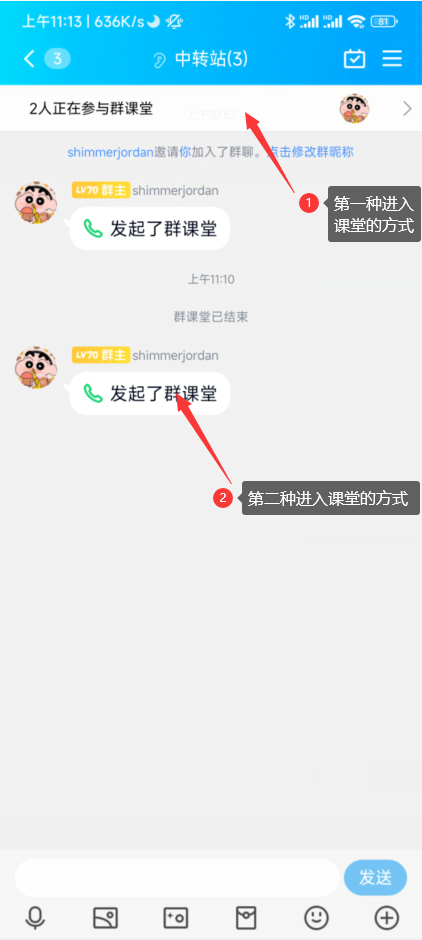 上午11:13 | 636K/s
HD HD 81
3 中转站(3)
2人正在参与群课堂
上午10:52
shimmerjordan邀请你加入了群聊。点击修改群昵称
LV70 群主 shimmerjordan
发起了群课堂
1 第一种进入
课堂的方式
上午11:10
群课堂已结束
LV70 群主 shimmerjordan
发起了群课堂
2 第二种进入课堂的方式
发送